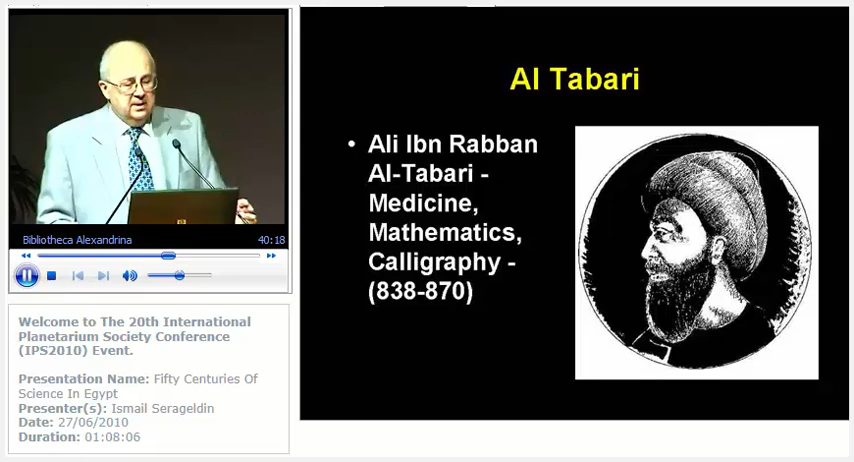 Bibliotheca Alexandrina 40:18
Welcome to The 20th International
Planetarium Society Conference
(IPS2010) Event.
Presentation Name: Fifty Centuries Of
Science In Egypt
Presenter(s): Ismail Serageldin
Date: 27/06/2010
Duration: 01:08:06
Al Tabari
• Ali Ibn Rabban
Al-Tabari -
Medicine,
Mathematics,
Calligraphy -
(838-870)